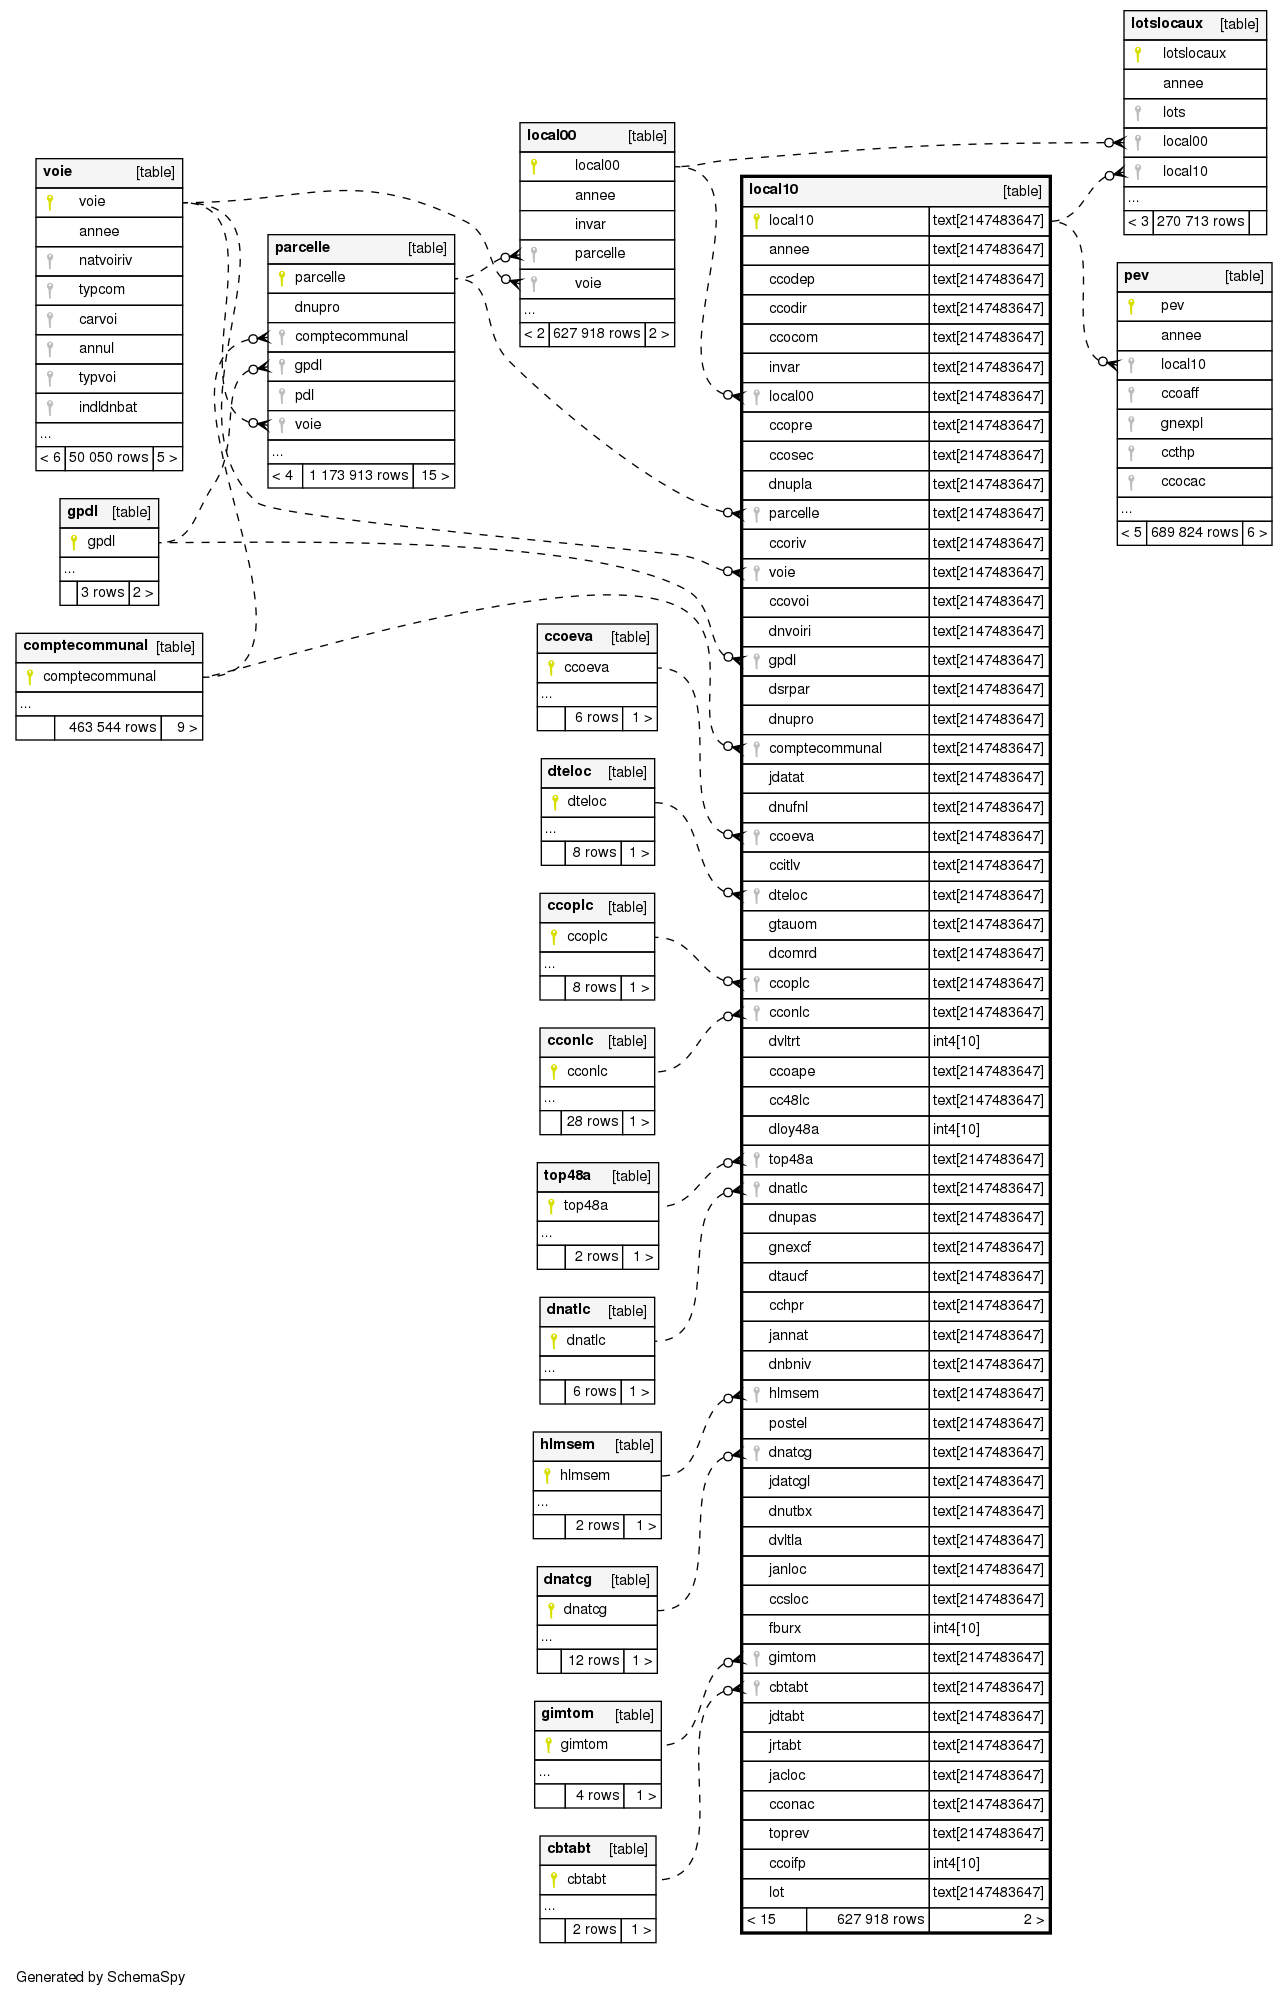 lotslocaux [table]
lotslocaux
annee
lots
local00
local10
...
< 3 270 713 rows
local00 [table]
local00
annee
invar
parcelle
voie
...
< 2 627 918 rows 2 >
voie [table]
voie
annee
natvoiriv
typcom
carvoi
annul
typvoi
indldnbat
...
< 6 50 050 rows 5 >
parcelle [table]
parcelle
dnupro
comptecommunal
gpdl
pdl
voie
...
< 4 1 173 913 rows 15 >
pev [table]
pev
annee
local10
ccoaff
gnexpl
ccthp
ccocac
...
< 5 689 824 rows 6 >
gpdl [table]
gpdl
...
3 rows 2 >
comptecommunal [table]
comptecommunal
...
463 544 rows 9 >
ccoeva [table]
ccoeva
...
6 rows 1 >
dteloc [table]
dteloc
...
8 rows 1 >
ccoplc [table]
ccoplc
...
8 rows 1 >
cconlc [table]
cconlc
...
28 rows 1 >
top48a [table]
top48a
...
2 rows 1 >
dnatlc [table]
dnatlc
...
6 rows 1 >
hlmsem [table]
hlmsem
...
2 rows 1 >
dnatcg [table]
dnatcg
...
12 rows 1 >
gimtom [table]
gimtom
...
4 rows 1 >
cbtabt [table]
cbtabt
...
2 rows 1 >
local10 [table]
local10 text[2147483647]
annee text[2147483647]
ccodep text[2147483647]
ccodir text[2147483647]
ccocom text[2147483647]
invar text[2147483647]
local00 text[2147483647]
ccopre text[2147483647]
ccosec text[2147483647]
dnupla text[2147483647]
parcelle text[2147483647]
ccoriv text[2147483647]
voie text[2147483647]
ccovoi text[2147483647]
dnvoiri text[2147483647]
gpdl text[2147483647]
dsrpar text[2147483647]
dnupro text[2147483647]
comptecommunal text[2147483647]
jdatat text[2147483647]
dnufnl text[2147483647]
ccoeva text[2147483647]
ccitlv text[2147483647]
dteloc text[2147483647]
gtauom text[2147483647]
dcomrd text[2147483647]
ccoplc text[2147483647]
cconlc text[2147483647]
dvltrt int4[10]
ccoape text[2147483647]
cc48lc text[2147483647]
dloy48a int4[10]
top48a text[2147483647]
dnatlc text[2147483647]
dnupas text[2147483647]
gnexcf text[2147483647]
dtaucf text[2147483647]
cchpr text[2147483647]
jannat text[2147483647]
dnbniv text[2147483647]
hlmsem text[2147483647]
postel text[2147483647]
dnatcg text[2147483647]
jdatcgl text[2147483647]
dnutbx text[2147483647]
dvltla text[2147483647]
janloc text[2147483647]
ccsloc text[2147483647]
fburx int4[10]
gimtom text[2147483647]
cbtabt text[2147483647]
jdtabt text[2147483647]
jrtabt text[2147483647]
jacloc text[2147483647]
cconac text[2147483647]
toprev text[2147483647]
ccoifp int4[10]
lot text[2147483647]
< 15 627 918 rows 2 >
Generated by SchemaSpy